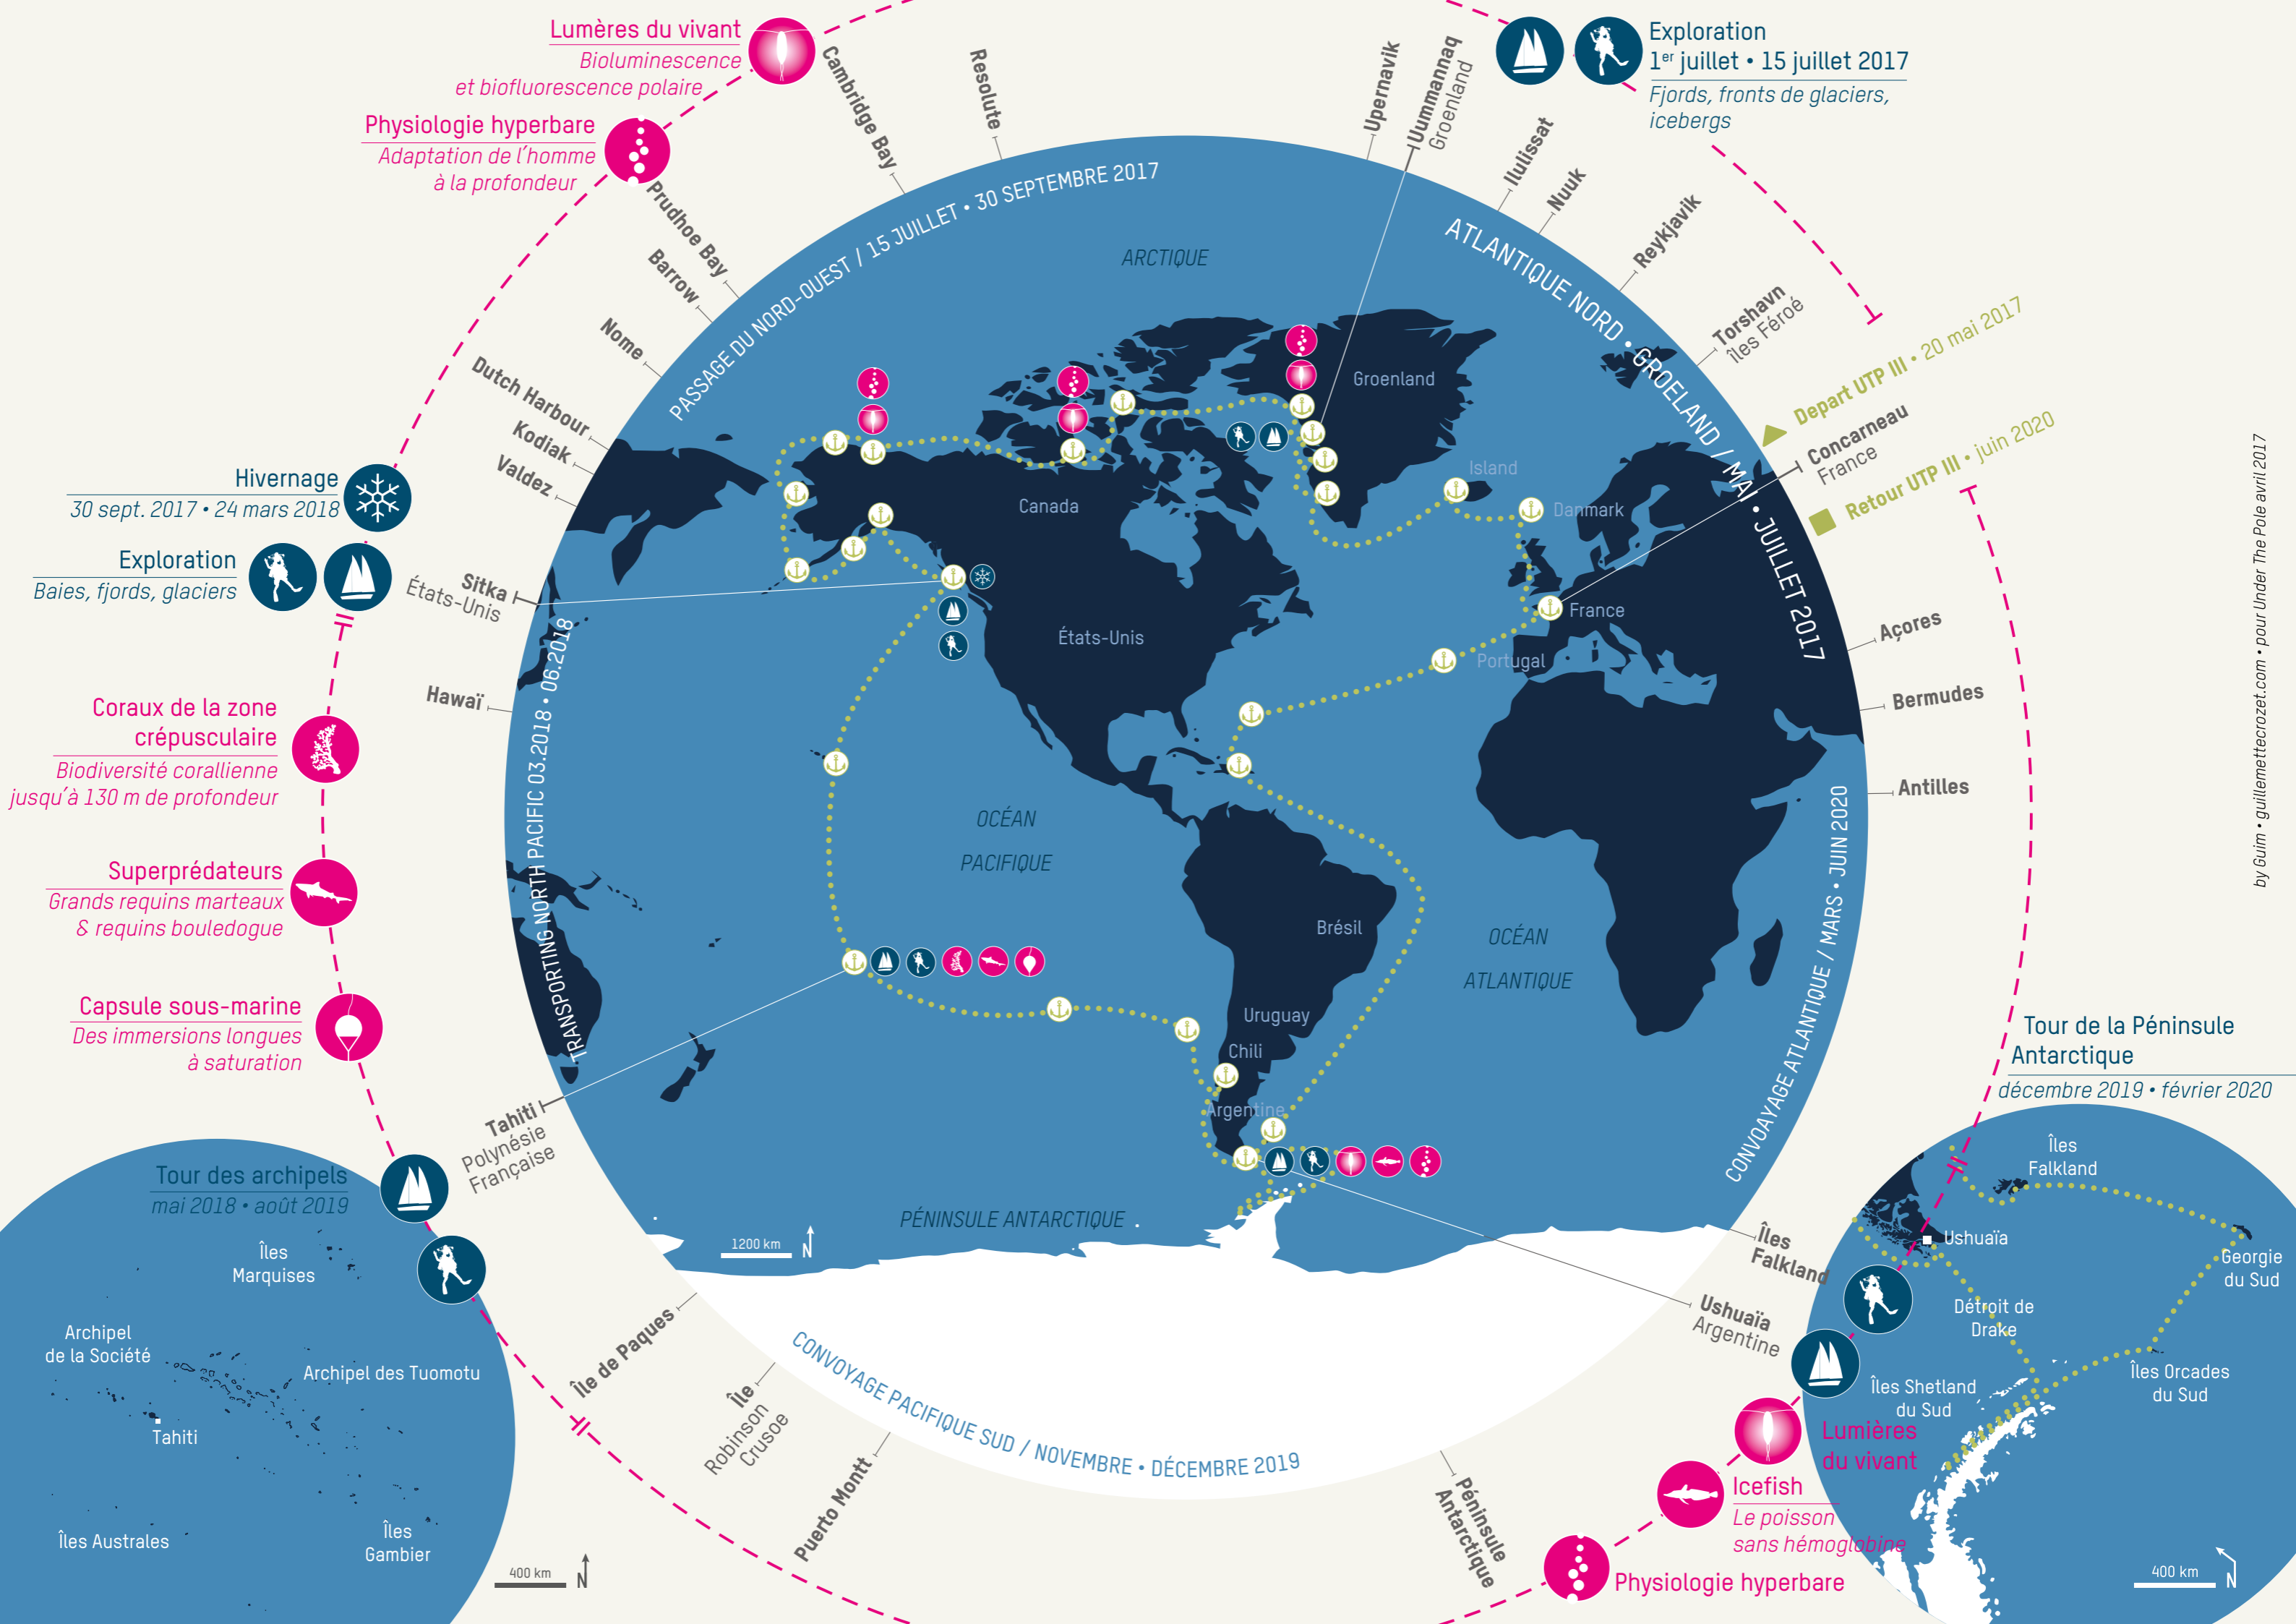 Lumères du vivant
Bioluminescence
et biofluorescence polaire
Physiologie hyperbare
Adaptation de l'homme
à la profondeur
Exploration
1er juillet • 15 juillet 2017
Fjords, fronts de glaciers,
icebergs
Cambridge Bay
Resolute
Upernavik
Uummannaq
Groenland
Ilulissat
Nuuk
Reykjavik
Torshavn
îles Féroé
Depart UTP III • 20 mai 2017
Concarneau
France
Retour UTP III • juin 2020
Prudhoe Bay
Barrow
Nome
Dutch Harbour
Kodiak
Valdez
Hivernage
30 sept. 2017 • 24 mars 2018
Exploration
Baies, fjords, glaciers
Sitka
États-Unis
Hawaï
Coraux de la zone
crépusculaire
Biodiversité corallienne
jusqu'à 130 m de profondeur
Superprédateurs
Grands requins marteaux
& requins bouledogue
Capsule sous-marine
Des immersions longues
à saturation
Tahiti
Polynésie
Française
PASSAGE DU NORD-OUEST / 15 JUILLET • 30 SEPTEMBRE 2017
ATLANTIQUE NORD • GROELAND / MAI • JUILLET 2017
TRANSPORTING NORTH PACIFIC 03.2018 • 06.2018
CONVOAYAGE ATLANTIQUE / MARS • JUIN 2020
CONVOYAGE PACIFIQUE SUD / NOVEMBRE • DÉCEMBRE 2019
ARCTIQUE
Groenland
Island
Danmark
Canada
France
États-Unis
Portugal
OCÉAN
PACIFIQUE
Brésil
OCÉAN
ATLANTIQUE
Uruguay
Chili
Argentine
PÉNINSULE ANTARCTIQUE
1200 km
N
Açores
Bermudes
Antilles
Îles
Falkland
Ushuaïa
Argentine
Péninsule
Antarctique
Puerto Montt
Île
Robinson
Crusoe
Île de Paques
Tour des archipels
mai 2018 • août 2019
Îles
Marquises
Archipel
de la Société
Archipel des Tuomotu
Tahiti
Îles Australes
Îles
Gambier
400 km
N
Tour de la Péninsule
Antarctique
décembre 2019 • février 2020
Îles
Falkland
Ushuaïa
Georgie
du Sud
Détroit de
Drake
Îles Orcades
du Sud
Îles Shetland
du Sud
Lumières
du vivant
Icefish
Le poisson
sans hémoglobine
Physiologie hyperbare
400 km
N
by Guim • guillemettecrozet.com • pour Under The Pole avril 2017